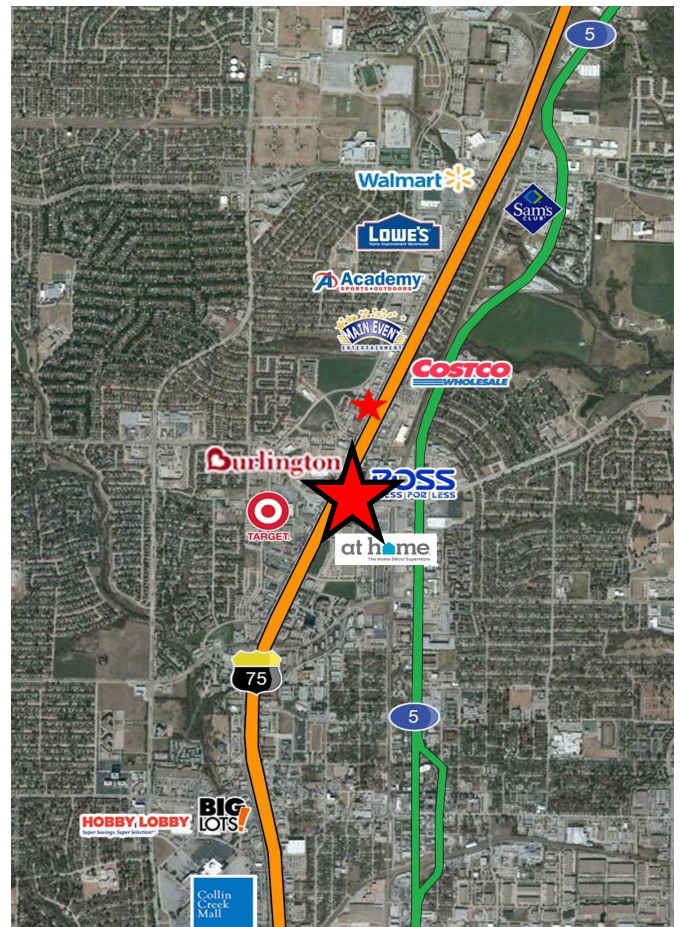 5
Walmart
Sam's
CLUB
LOWE'S
Home Improvement Warehouse
Academy
SPORTS+OUTDOORS
MAIN EVENT
ENTERTAINMENT
COSTCO
WHOLESALE
Burlington
ROSS
ESS FOR LESS
TARGET
at home
The Home Décor Superstore
75
5
BIG
LOTS!
HOBBY LOBBY
Super Savings, Super Selection!
Collin
Creek
Mall